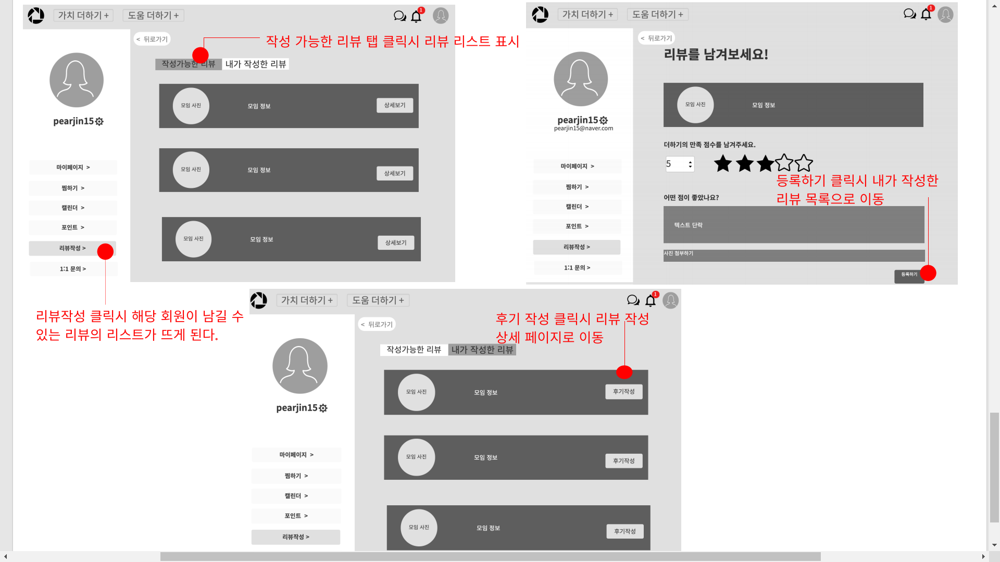 가치 더하기 +
도움 더하기 +
1
< 뒤로가기
작성 가능한 리뷰 탭 클릭시 리뷰 리스트 표시
작성가능한 리뷰
내가 작성한 리뷰
pearjin15
모임 사진
모임 정보
상세보기
모임 사진
모임 정보
상세보기
모임 사진
모임 정보
상세보기
마이페이지 >
찜하기 >
캘린더 >
포인트 >
리뷰작성 >
1:1 문의 >
리뷰작성 클릭시 해당 회원이 남길 수
있는 리뷰의 리스트가 뜨게 된다.
가치 더하기 +
도움 더하기 +
1
< 뒤로가기
리뷰를 남겨보세요!
pearjin15
pearjin15@naver.com
모임 사진
모임 정보
더하기의 만족 점수를 남겨주세요.
5
등록하기 클릭시 내가 작성한
리뷰 목록으로 이동
어떤 점이 좋았나요?
텍스트 단락
사진 첨부하기
등록하기
마이페이지 >
찜하기 >
캘린더 >
포인트 >
리뷰작성 >
1:1 문의 >
가치 더하기 +
도움 더하기 +
1
< 뒤로가기
후기 작성 클릭시 리뷰 작성
상세 페이지로 이동
작성가능한 리뷰
내가 작성한 리뷰
pearjin15
모임 사진
모임 정보
후기작성
모임 사진
모임 정보
후기작성
모임 사진
모임 정보
후기작성
마이페이지 >
찜하기 >
캘린더 >
포인트 >
리뷰작성 >